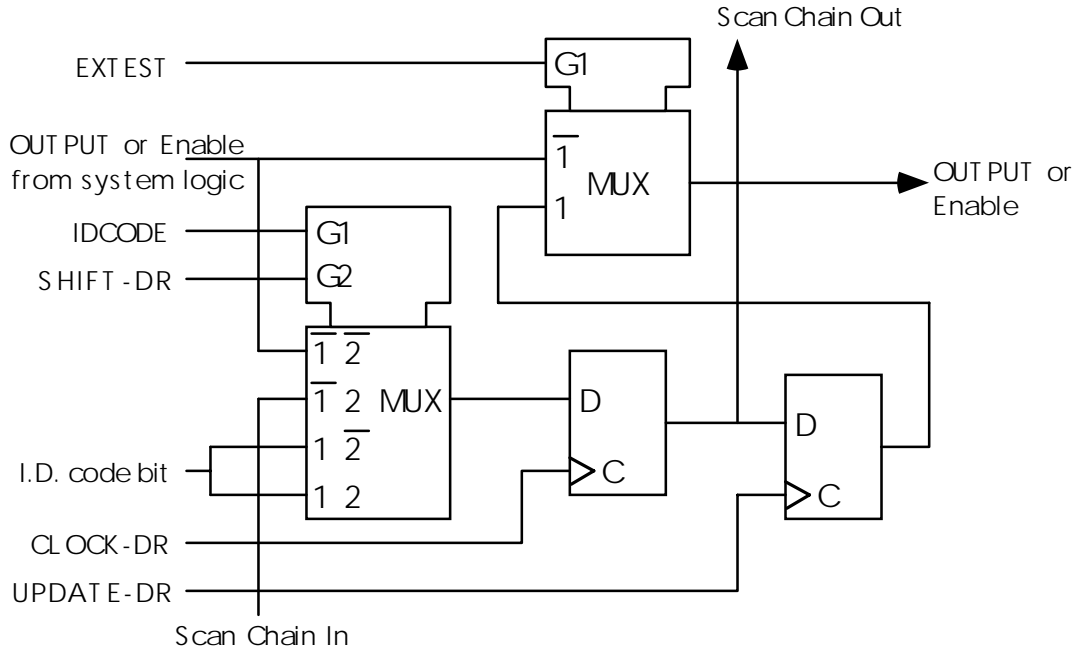 Scan Chain Out
EXTEST
G1
OUTPUT or Enable
from system logic
1
MUX
1
OUTPUT or
Enable
IDCODE
G1
SHIFT-DR
G2
1 2
1 2 MUX
1 2
1 2
D
C
D
C
I.D. code bit
CLOCK-DR
UPDATE-DR
Scan Chain In